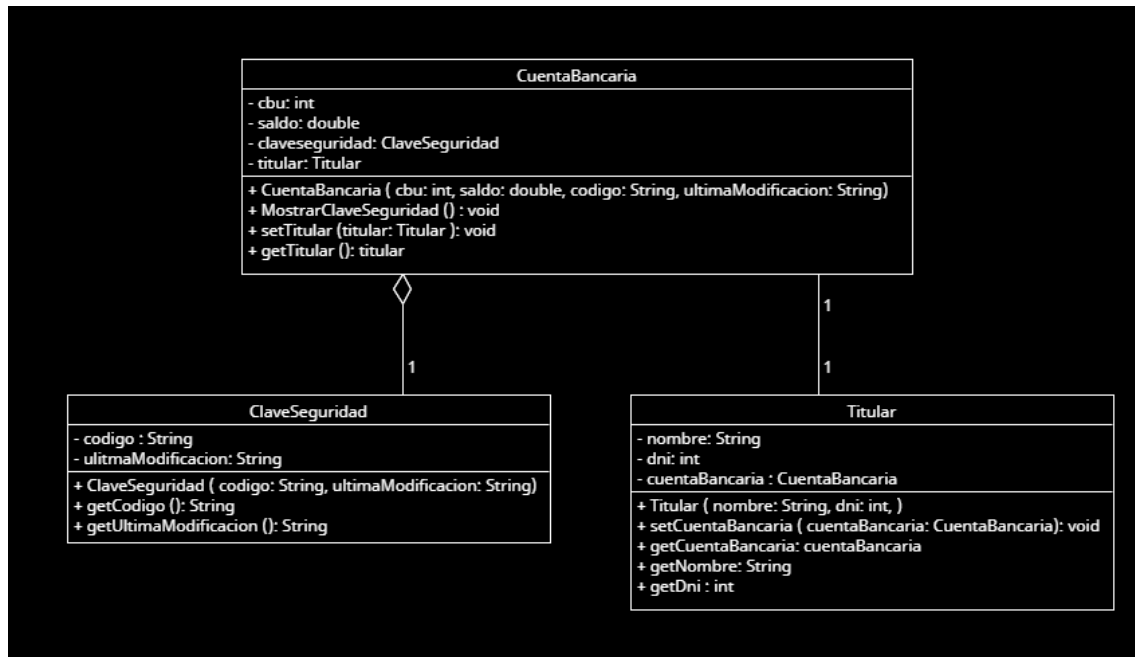 CuentaBancaria
- cbu: int
- saldo: double
- claveseguridad: ClaveSeguridad
- titular: Titular
+ CuentaBancaria ( cbu: int, saldo: double, codigo: String, ultimaModificacion: String)
+ MostrarClaveSeguridad () : void
+ setTitular (titular: Titular ): void
+ getTitular (): titular
1
1
1
ClaveSeguridad
- codigo : String
- ulitmaModificacion: String
+ ClaveSeguridad ( codigo: String, ultimaModificacion: String)
+ getCodigo (): String
+ getUltimaModificacion (): String
Titular
- nombre: String
- dni: int
- cuentaBancaria : CuentaBancaria
+ Titular ( nombre: String, dni: int, )
+ setCuentaBancaria ( cuentaBancaria: CuentaBancaria): void
+ getCuentaBancaria: cuentaBancaria
+ getNombre: String
+ getDni : int